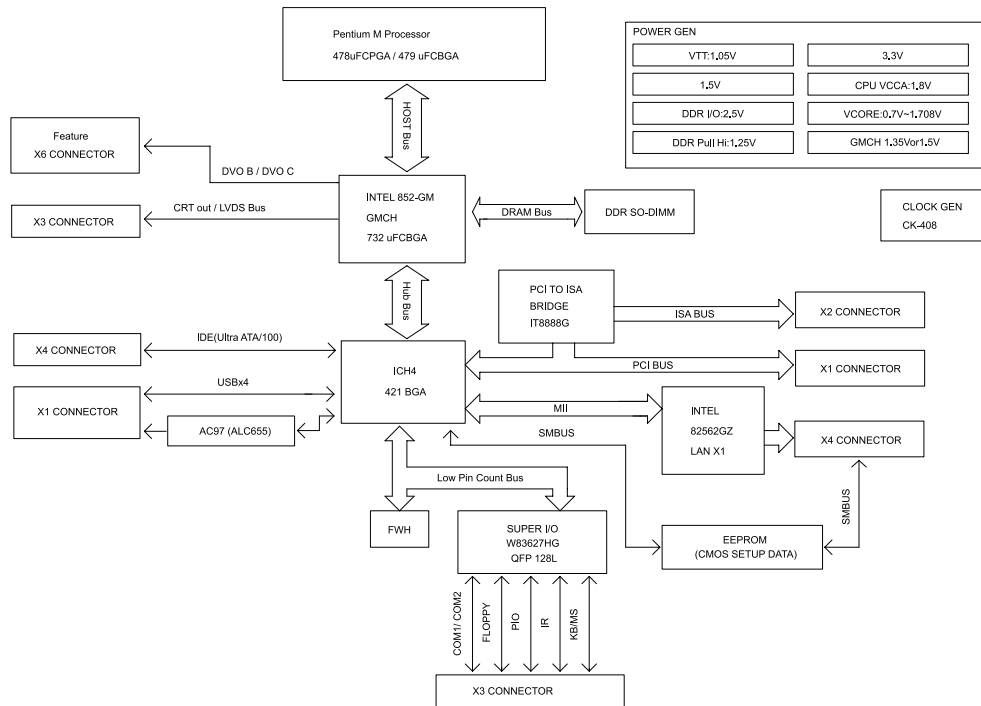 Pentium M Processor
478uFCPGA / 479 uFCBGA
POWER GEN
VTT:1.05V
3.3V
1.5V
CPU VCCA:1.8V
DDR I/O:2.5V
VCORE:0.7V~1.708V
DDR Pull Hi:1.25V
GMCH 1.35Vor1.5V
HOST Bus
Feature
X6 CONNECTOR
DVO B / DVO C
INTEL 852-GM
GMCH
732 uFCBGA
CRT out / LVDS Bus
X3 CONNECTOR
DRAM Bus
DDR SO-DIMM
CLOCK GEN
CK-408
Hub Bus
PCI TO ISA
BRIDGE
IT8888G
ISA BUS
X2 CONNECTOR
X4 CONNECTOR
IDE(Ultra ATA/100)
ICH4
421 BGA
PCI BUS
X1 CONNECTOR
X1 CONNECTOR
USBx4
AC97 (ALC655)
MII
INTEL
82562GZ
LAN X1
X4 CONNECTOR
SMBUS
Low Pin Count Bus
FWH
SUPER I/O
W83627HG
QFP 128L
EEPROM
(CMOS SETUP DATA)
SMBUS
COM1/ COM2
FLOPPY
PIO
IR
KB/MS
X3 CONNECTOR